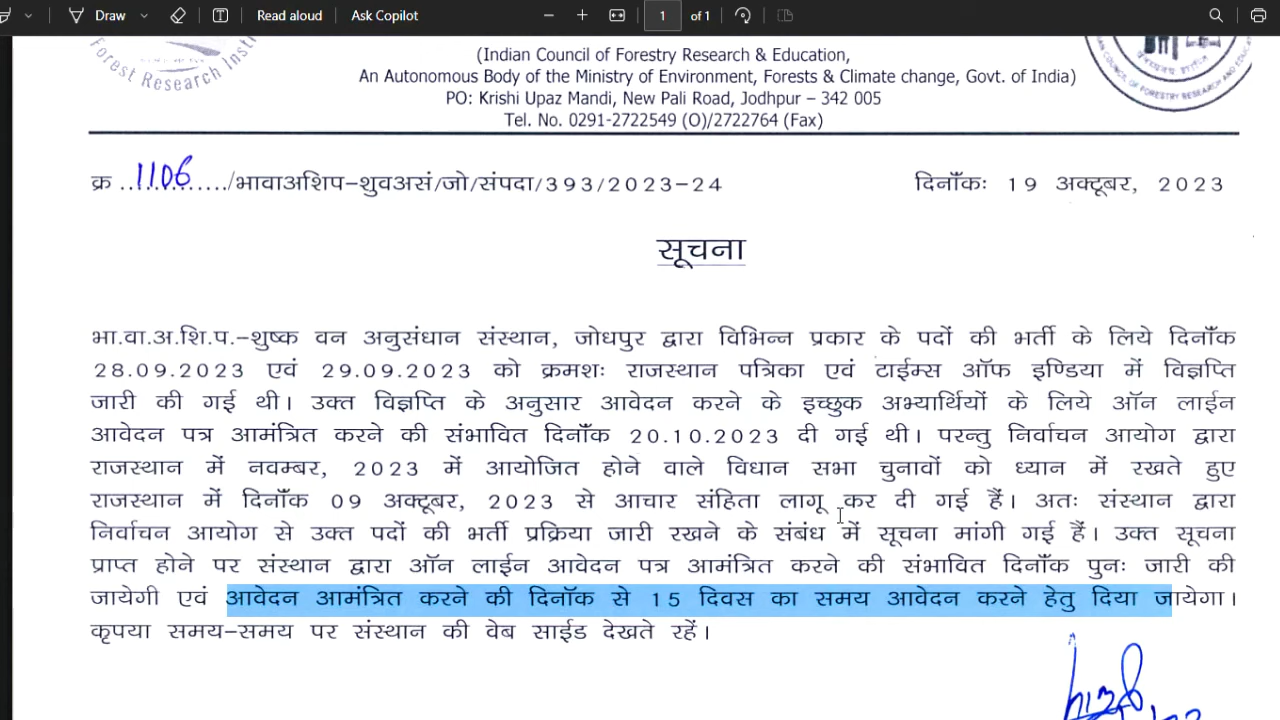 Draw
Read aloud
Ask Copilot
1 of 1
Forest Research Insti
(Indian Council of Forestry Research & Education,
An Autonomous Body of the Ministry of Environment, Forests & Climate change, Govt. of India)
PO: Krishi Upaz Mandi, New Pali Road, Jodhpur – 342 005
Tel. No. 0291-2722549 (O)/2722764 (Fax)
क्र ..1106...../भावाअशिप-शुवअसं/जो/संपदा/393/2023-24
दिनाँकः 19 अक्टूबर, 2023
सूचना
भा.वा.अ.शि.प.-शुष्क वन अनुसंधान संस्थान, जोधपुर द्वारा विभिन्न प्रकार के पदों की भर्ती के लिये दिनाँक
28.09.2023 एवं 29.09.2023 को क्रमशः राजस्थान पत्रिका एवं टाईम्स ऑफ इण्डिया में विज्ञप्ति
जारी की गई थी। उक्त विज्ञप्ति के अनुसार आवेदन करने के इच्छुक अभ्यार्थियों के लिये ऑन लाईन
आवेदन पत्र आमंत्रित करने की संभावित दिनाँक 20.10.2023 दी गई थी। परन्तु निर्वाचन आयोग द्वारा
राजस्थान में नवम्बर, 2023 में आयोजित होने वाले विधान सभा चुनावों को ध्यान में रखते हुए
राजस्थान में दिनाँक 09 अक्टूबर, 2023 से आचार संहिता लागू कर दी गई हैं। अतः संस्थान द्वारा
निर्वाचन आयोग से उक्त पदों की भर्ती प्रक्रिया जारी रखने के संबंध में सूचना मांगी गई हैं। उक्त सूचना
प्राप्त होने पर संस्थान द्वारा ऑन लाईन आवेदन पत्र आमंत्रित करने की संभावित दिनाँक पुनः जारी की
जायेगी एवं आवेदन आमंत्रित करने की दिनॉक से 15 दिवस का समय आवेदन करने हेतु दिया जायेगा।
कृपया समय-समय पर संस्थान की वेब साईड देखते रहें।